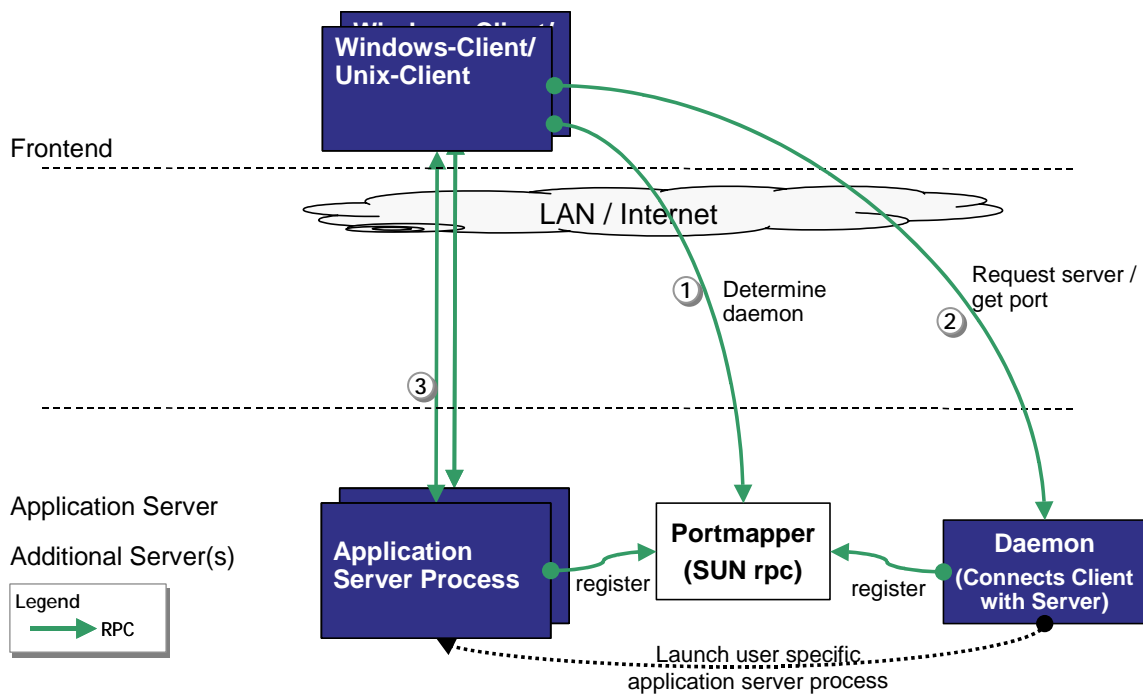 Windows-Client/
Windows-Client/
Unix-Client
Frontend
LAN / Internet
1
Determine
daemon
Request server /
get port
2
3
Application Server
Additional Server(s)
Application
Server Process
register
Portmapper
(SUN rpc)
register
Daemon
(Connects Client
with Server)
Legend
RPC
Launch user specific
application server process